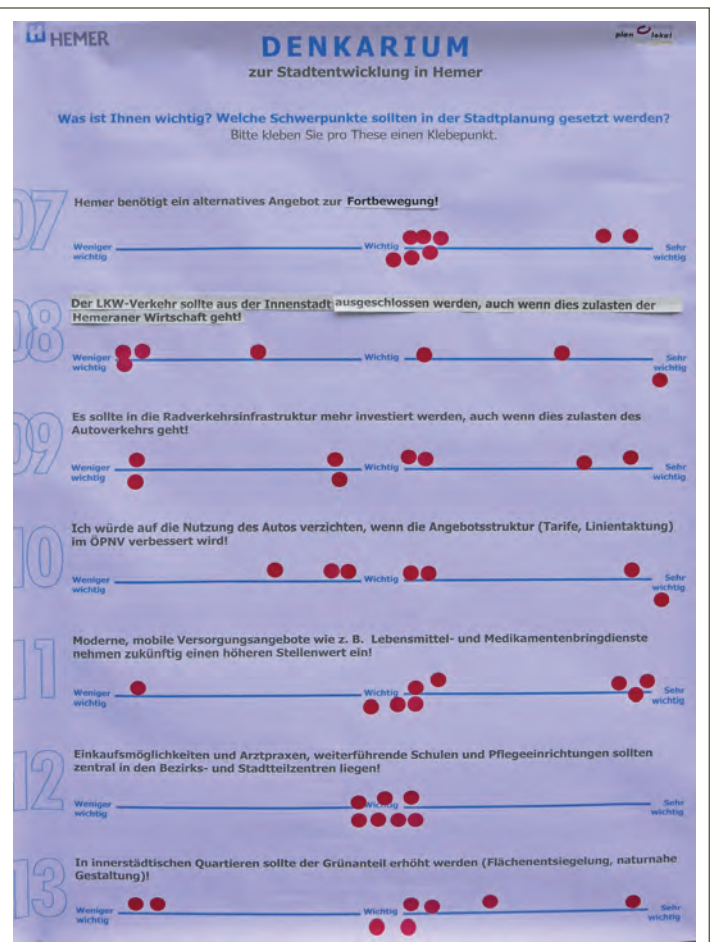 HEMER
plan lokal
DENKARIUM
zur Stadtentwicklung in Hemer
Was ist Ihnen wichtig? Welche Schwerpunkte sollten in der Stadtplanung gesetzt werden?
Bitte kleben Sie pro These einen Klebepunkt.
07
Hemer benötigt ein alternatives Angebot zur Fortbewegung!
Weniger wichtig Wichtig Sehr wichtig
08
Der LKW-Verkehr sollte aus der Innenstadt ausgeschlossen werden, auch wenn dies zulasten der
Hemeraner Wirtschaft geht!
Weniger wichtig Wichtig Sehr wichtig
09
Es sollte in die Radverkehrsinfrastruktur mehr investiert werden, auch wenn dies zulasten des
Autoverkehrs geht!
Weniger wichtig Wichtig Sehr wichtig
10
Ich würde auf die Nutzung des Autos verzichten, wenn die Angebotsstruktur (Tarife, Linientaktung)
im ÖPNV verbessert wird!
Weniger wichtig Wichtig Sehr wichtig
11
Moderne, mobile Versorgungsangebote wie z. B. Lebensmittel- und Medikamentenbringdienste
nehmen zukünftig einen höheren Stellenwert ein!
Weniger wichtig Wichtig Sehr wichtig
12
Einkaufsmöglichkeiten und Arztpraxen, weiterführende Schulen und Pflegeeinrichtungen sollten
zentral in den Bezirks- und Stadtteilzentren liegen!
Weniger wichtig Wichtig Sehr wichtig
13
In innerstädtischen Quartieren sollte der Grünanteil erhöht werden (Flächenentsiegelung, naturnahe
Gestaltung)!
Weniger wichtig Wichtig Sehr wichtig